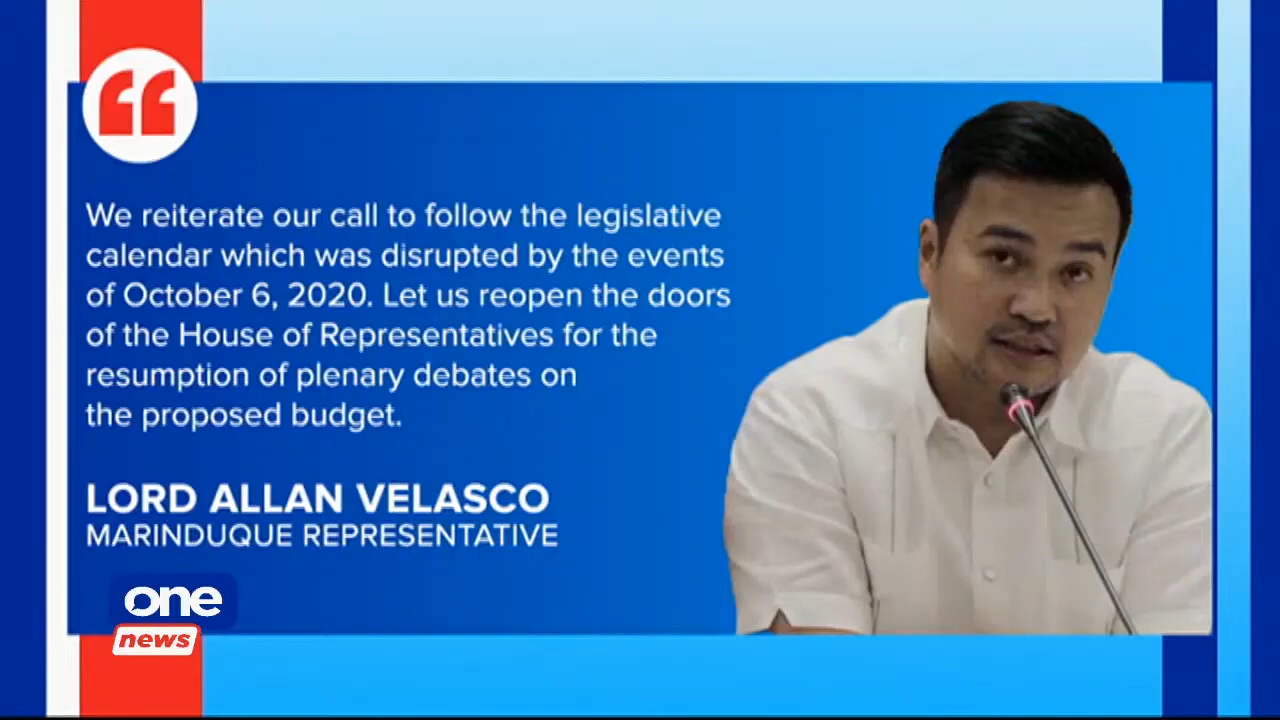 We reiterate our call to follow the legislative
calendar which was disrupted by the events
of October 6, 2020. Let us reopen the doors
of the House of Representatives for the
resumption of plenary debates on
the proposed budget.
LORD ALLAN VELASCO
MARINDUQUE REPRESENTATIVE
one
news